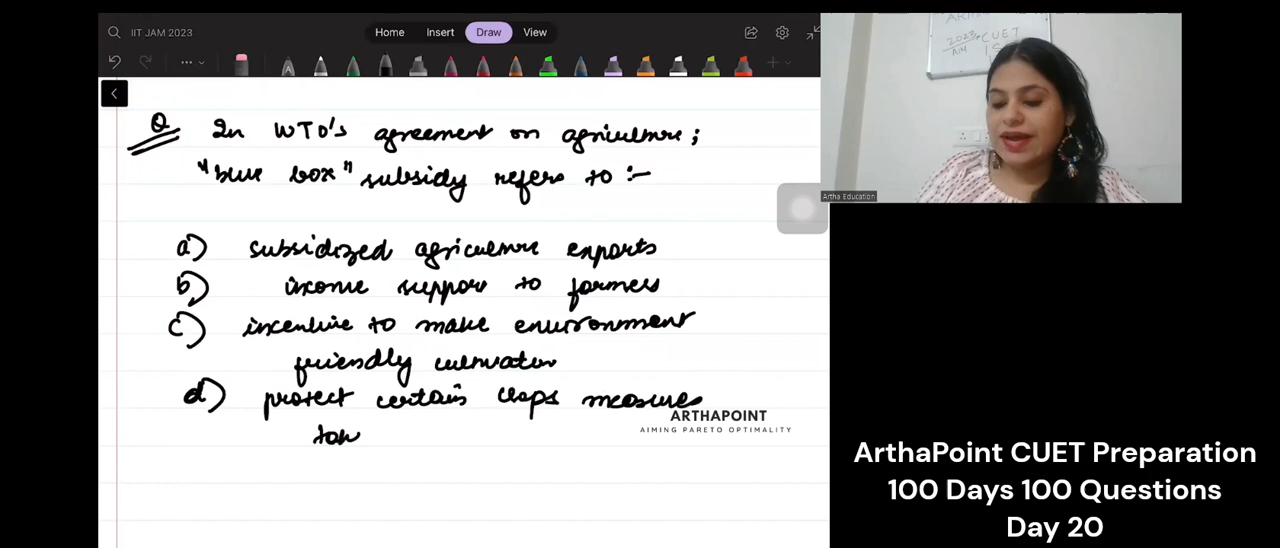 IIT JAM 2023
Home Insert Draw View
Q In WTO's agreement on agriculture;
"blue box" subsidy refers to :-
a) subsidized agriculture exports
b) income support to farmers
c) incentive to make environment
friendly cultivation
d) protect certain crops measures
tow
ARTHAPOINT
AIMING PARETO OPTIMALITY
CUET
Artha Education
ArthaPoint CUET Preparation
100 Days 100 Questions
Day 20